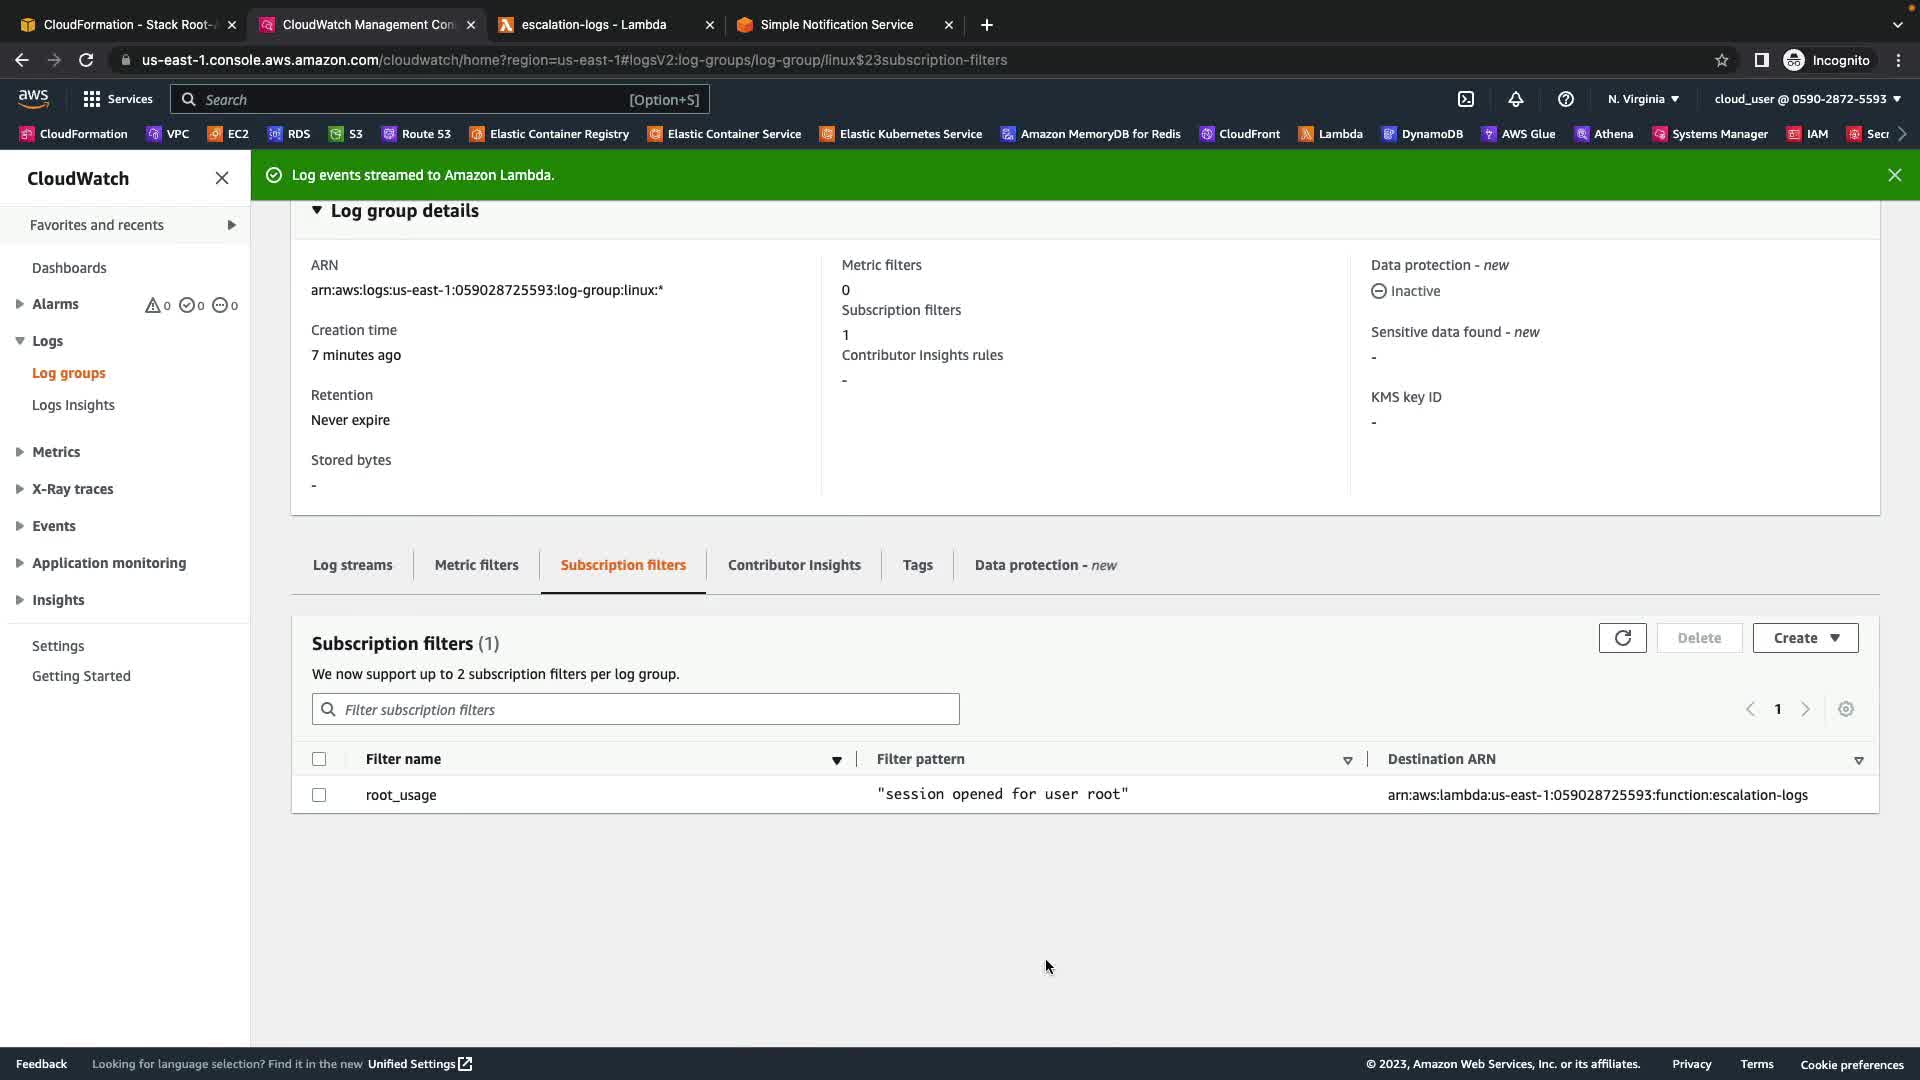 CloudFormation - Stack Root-
CloudWatch Management Con
escalation-logs - Lambda
Simple Notification Service
us-east-1.console.aws.amazon.com/cloudwatch/home?region=us-east-1#logsV2:log-groups/log-group/linux$23subscription-filters
Incognito
aws
Services
Search
[Option+S]
N. Virginia
cloud_user @ 0590-2872-5593
CloudFormation
VPC
EC2
RDS
S3
Route 53
Elastic Container Registry
Elastic Container Service
Elastic Kubernetes Service
Amazon MemoryDB for Redis
CloudFront
Lambda
DynamoDB
AWS Glue
Athena
Systems Manager
IAM
Secr
CloudWatch
Favorites and recents
Dashboards
Alarms
0
0
0
Logs
Log groups
Logs Insights
Metrics
X-Ray traces
Events
Application monitoring
Insights
Settings
Getting Started
Log events streamed to Amazon Lambda.
Log group details
ARN
arn:aws:logs:us-east-1:059028725593:log-group:linux:*
Creation time
7 minutes ago
Retention
Never expire
Stored bytes
-
Metric filters
0
Subscription filters
1
Contributor Insights rules
-
Data protection - new
Inactive
Sensitive data found - new
-
KMS key ID
-
Log streams
Metric filters
Subscription filters
Contributor Insights
Tags
Data protection - new
Subscription filters (1)
Delete
Create
We now support up to 2 subscription filters per log group.
Filter subscription filters
1
Filter name
Filter pattern
Destination ARN
root_usage
"session opened for user root"
arn:aws:lambda:us-east-1:059028725593:function:escalation-logs
Feedback
Looking for language selection? Find it in the new Unified Settings
© 2023, Amazon Web Services, Inc. or its affiliates.
Privacy
Terms
Cookie preferences